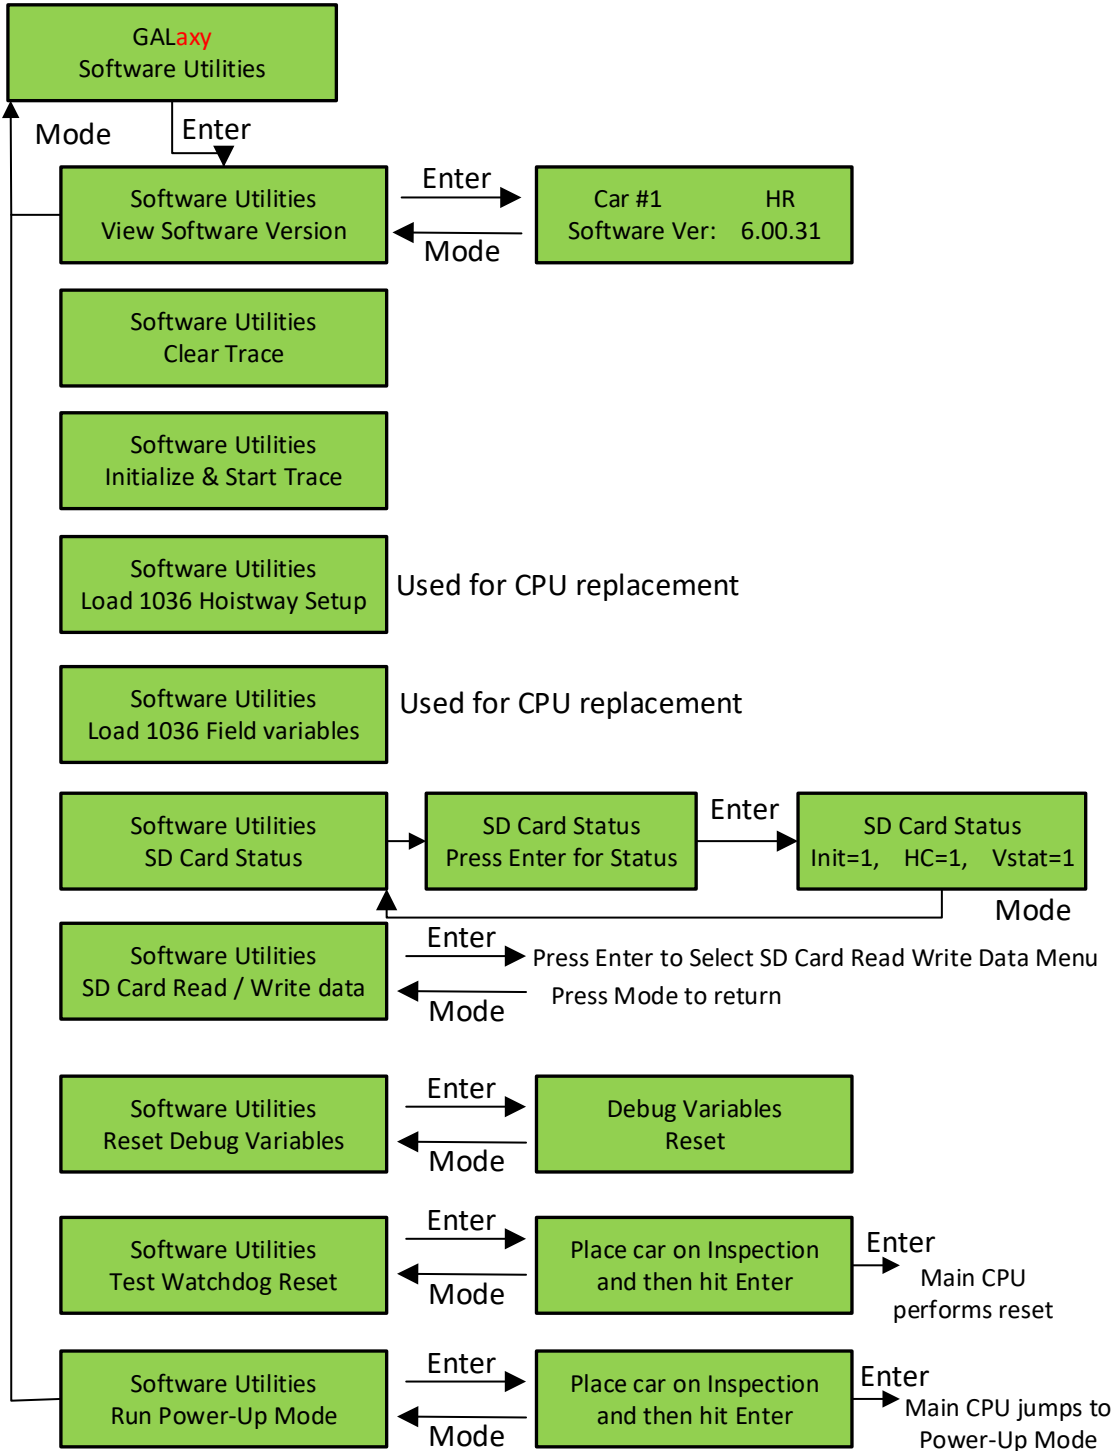 GALaxy
Software Utilities
Mode
Enter
Software Utilities
View Software Version
Enter
Mode
Car #1 HR
Software Ver: 6.00.31
Software Utilities
Clear Trace
Software Utilities
Initialize & Start Trace
Software Utilities
Load 1036 Hoistway Setup
Used for CPU replacement
Software Utilities
Load 1036 Field variables
Used for CPU replacement
Software Utilities
SD Card Status
SD Card Status
Press Enter for Status
Enter
SD Card Status
Init=1, HC=1, Vstat=1
Mode
Software Utilities
SD Card Read / Write data
Enter
Mode
Press Enter to Select SD Card Read Write Data Menu
Press Mode to return
Software Utilities
Reset Debug Variables
Enter
Mode
Debug Variables
Reset
Software Utilities
Test Watchdog Reset
Enter
Mode
Place car on Inspection
and then hit Enter
Enter
Main CPU
performs reset
Software Utilities
Run Power-Up Mode
Enter
Mode
Place car on Inspection
and then hit Enter
Enter
Main CPU jumps to
Power-Up Mode